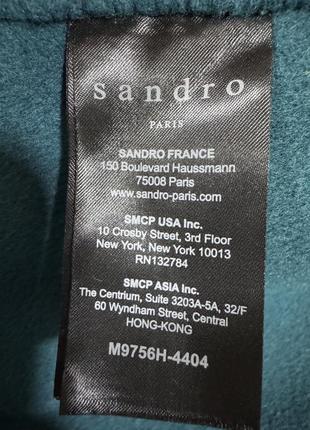 sandro
PARIS
SANDRO FRANCE
150 Boulevard Haussmann
75008 Paris
www.sandro-paris.com
SMCP USA Inc.
10 Crosby Street, 3rd Floor
New York, New York 10013
RN132784
SMCP ASIA Inc.
The Centrium, Suite 3203A-5A, 32/F
60 Wyndham Street, Central
HONG-KONG
M9756H-4404